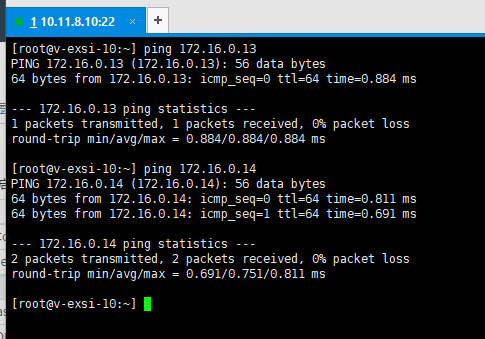 1 10.11.8.10:22
× +
[root@v-exsi-10:~] ping 172.16.0.13
PING 172.16.0.13 (172.16.0.13): 56 data bytes
64 bytes from 172.16.0.13: icmp_seq=0 ttl=64 time=0.884 ms
--- 172.16.0.13 ping statistics ---
1 packets transmitted, 1 packets received, 0% packet loss
round-trip min/avg/max = 0.884/0.884/0.884 ms
[root@v-exsi-10:~] ping 172.16.0.14
PING 172.16.0.14 (172.16.0.14): 56 data bytes
64 bytes from 172.16.0.14: icmp_seq=0 ttl=64 time=0.811 ms
64 bytes from 172.16.0.14: icmp_seq=1 ttl=64 time=0.691 ms
--- 172.16.0.14 ping statistics ---
2 packets transmitted, 2 packets received, 0% packet loss
round-trip min/avg/max = 0.691/0.751/0.811 ms
[root@v-exsi-10:~]